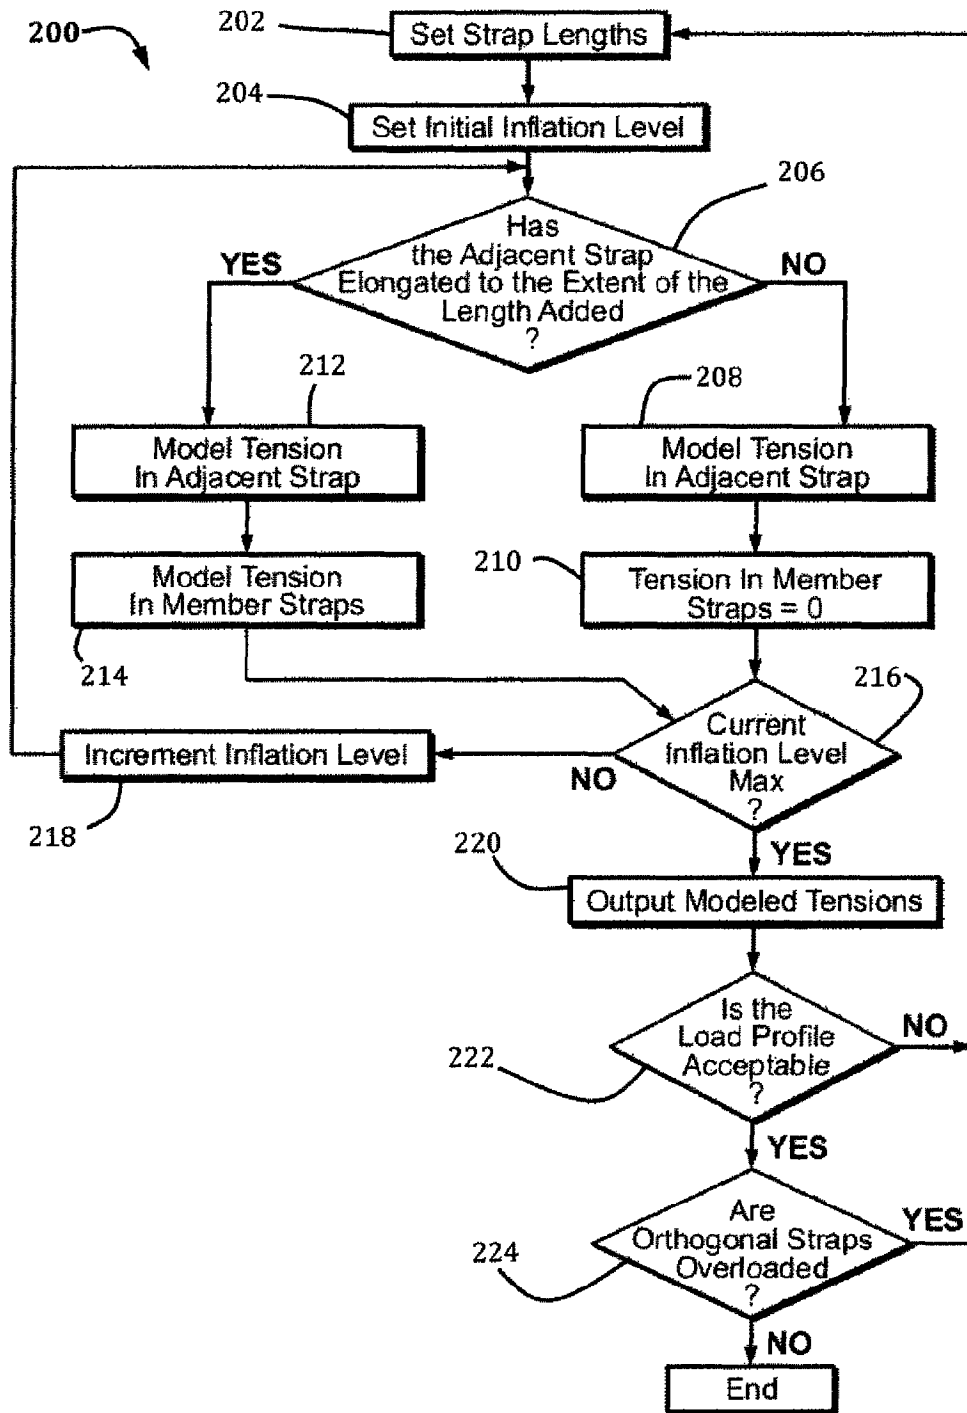 200
202
Set Strap Lengths
204
Set Initial Inflation Level
206
Has
the Adjacent Strap
Elongated to the Extent of the
Length Added
?
YES
NO
212
Model Tension
In Adjacent Strap
208
Model Tension
In Adjacent Strap
Model Tension
In Member Straps
214
210
Tension In Member
Straps = 0
216
Current
Inflation Level
Max
?
NO
Increment Inflation Level
218
YES
220
Output Modeled Tensions
Is the
Load Profile
Acceptable
?
NO
222
YES
Are
Orthogonal Straps
Overloaded
?
YES
224
NO
End